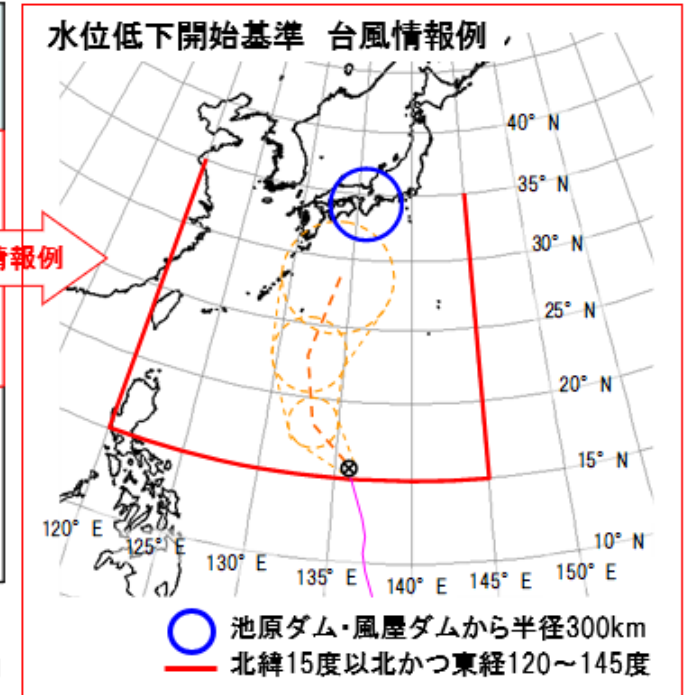 水位低下開始基準 台風情報例
40° N
35° N
30° N
25° N
20° N
15° N
10° N
情報例
120° E
125° E
130° E
135° E
140° E
145° E
150° E
池原ダム・風屋ダムから半径300km
北緯15度以北かつ東経120~145度